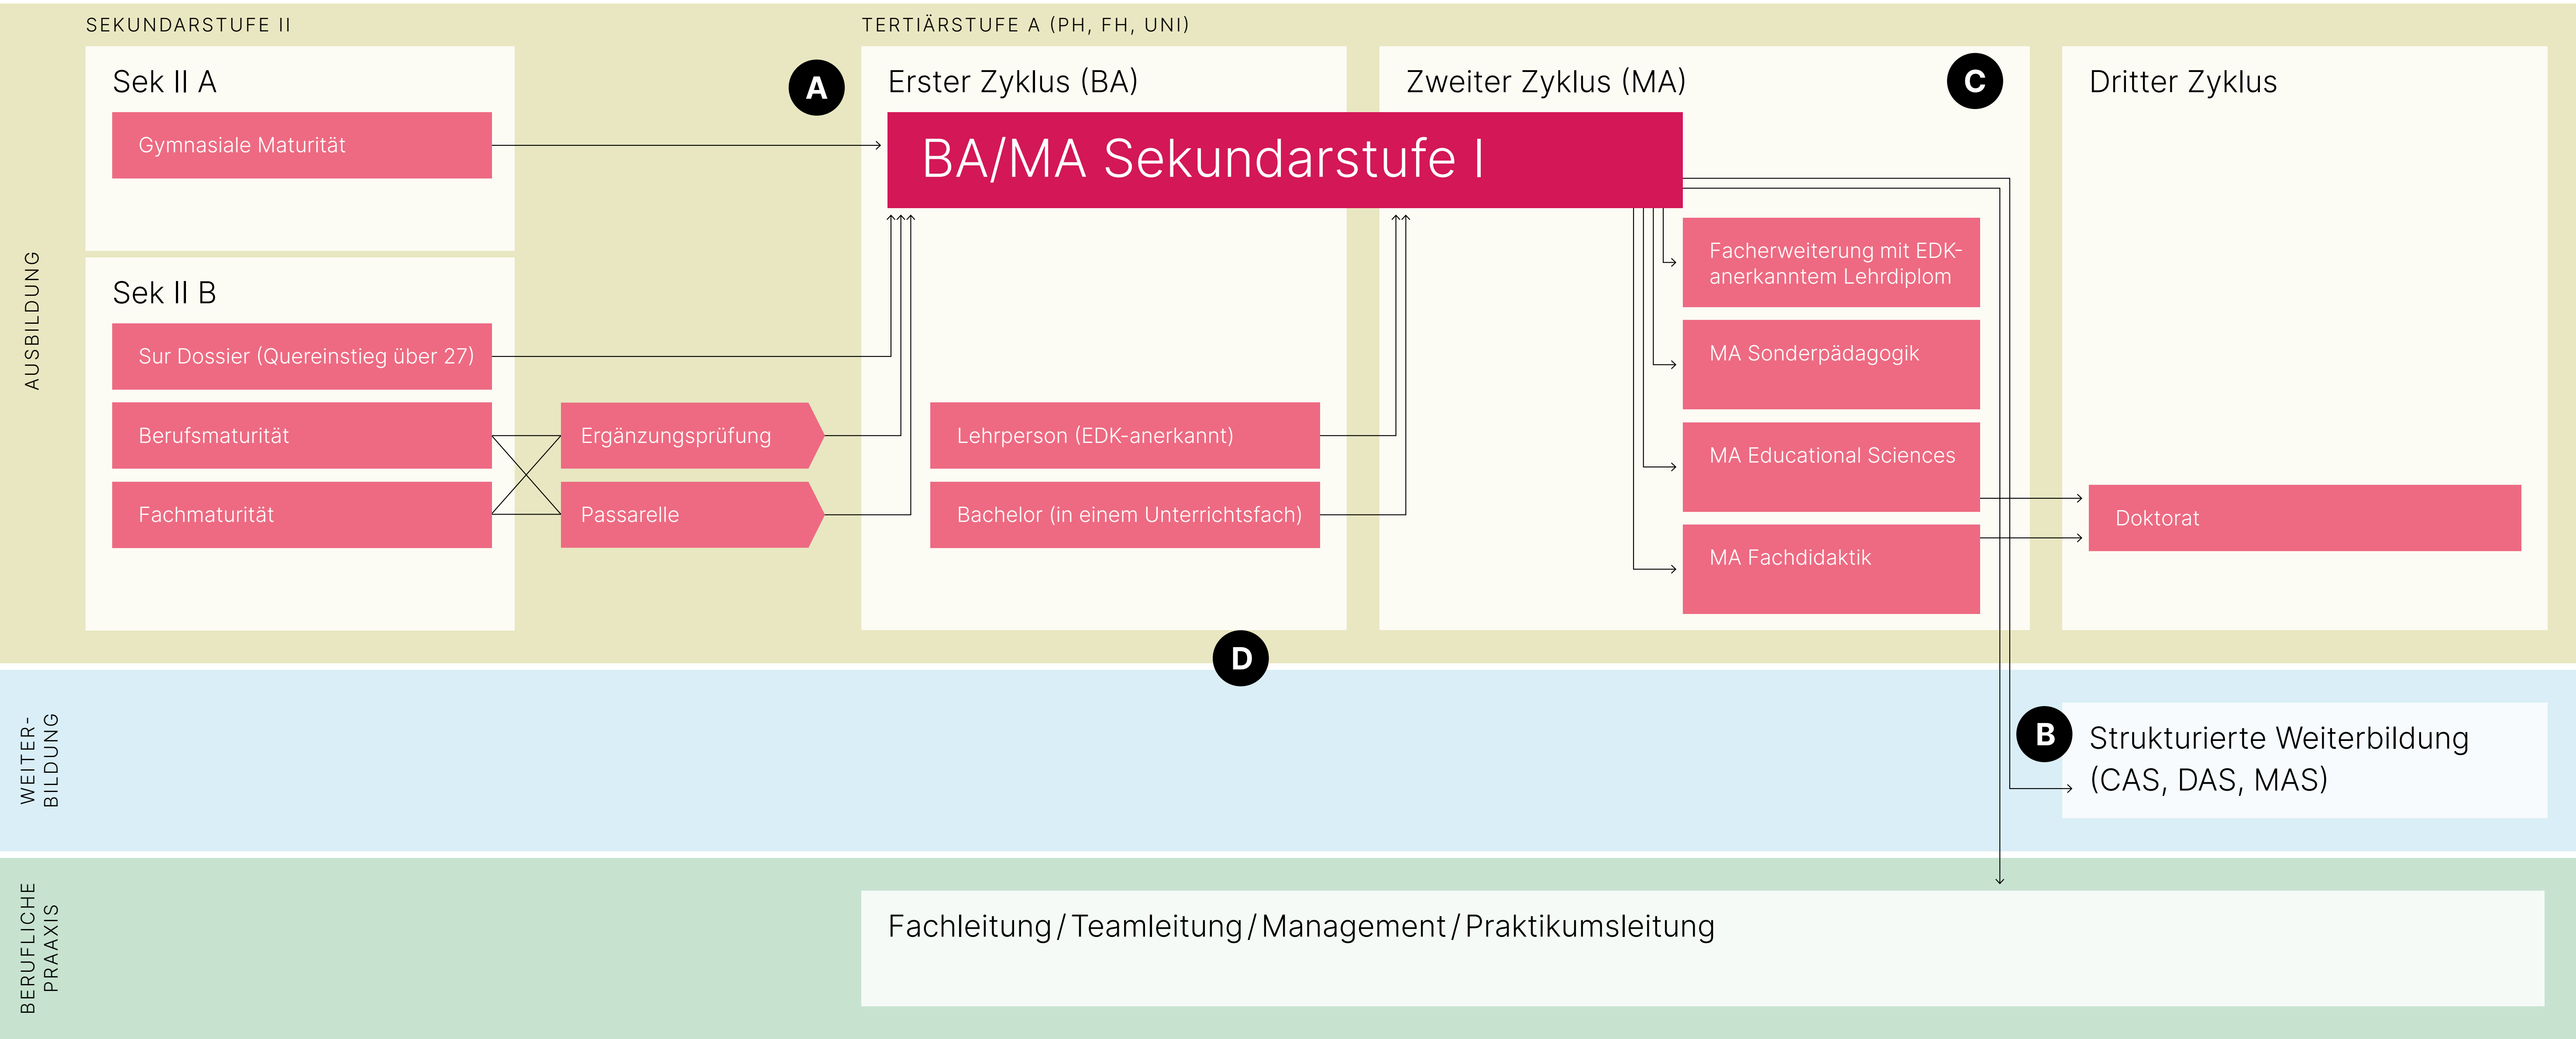 SEKUNDARSTUFE II
TERTIÄRSTUFE A (PH, FH, UNI)
AUSBILDUNG
Sek II A
Gymnasiale Maturität
Sek II B
Sur Dossier (Quereinstieg über 27)
Berufsmaturität
Fachmaturität
Ergänzungsprüfung
Passarelle
A
Erster Zyklus (BA)
Zweiter Zyklus (MA)
C
Dritter Zyklus
BA/MA Sekundarstufe I
Lehrperson (EDK-anerkannt)
Bachelor (in einem Unterrichtsfach)
Facherweiterung mit EDK-
anerkanntem Lehrdiplom
MA Sonderpädagogik
MA Educational Sciences
MA Fachdidaktik
Doktorat
D
WEITER-
BILDUNG
B
Strukturierte Weiterbildung
(CAS, DAS, MAS)
BERUFLICHE
PRAXIS
Fachleitung / Teamleitung / Management / Praktikumsleitung